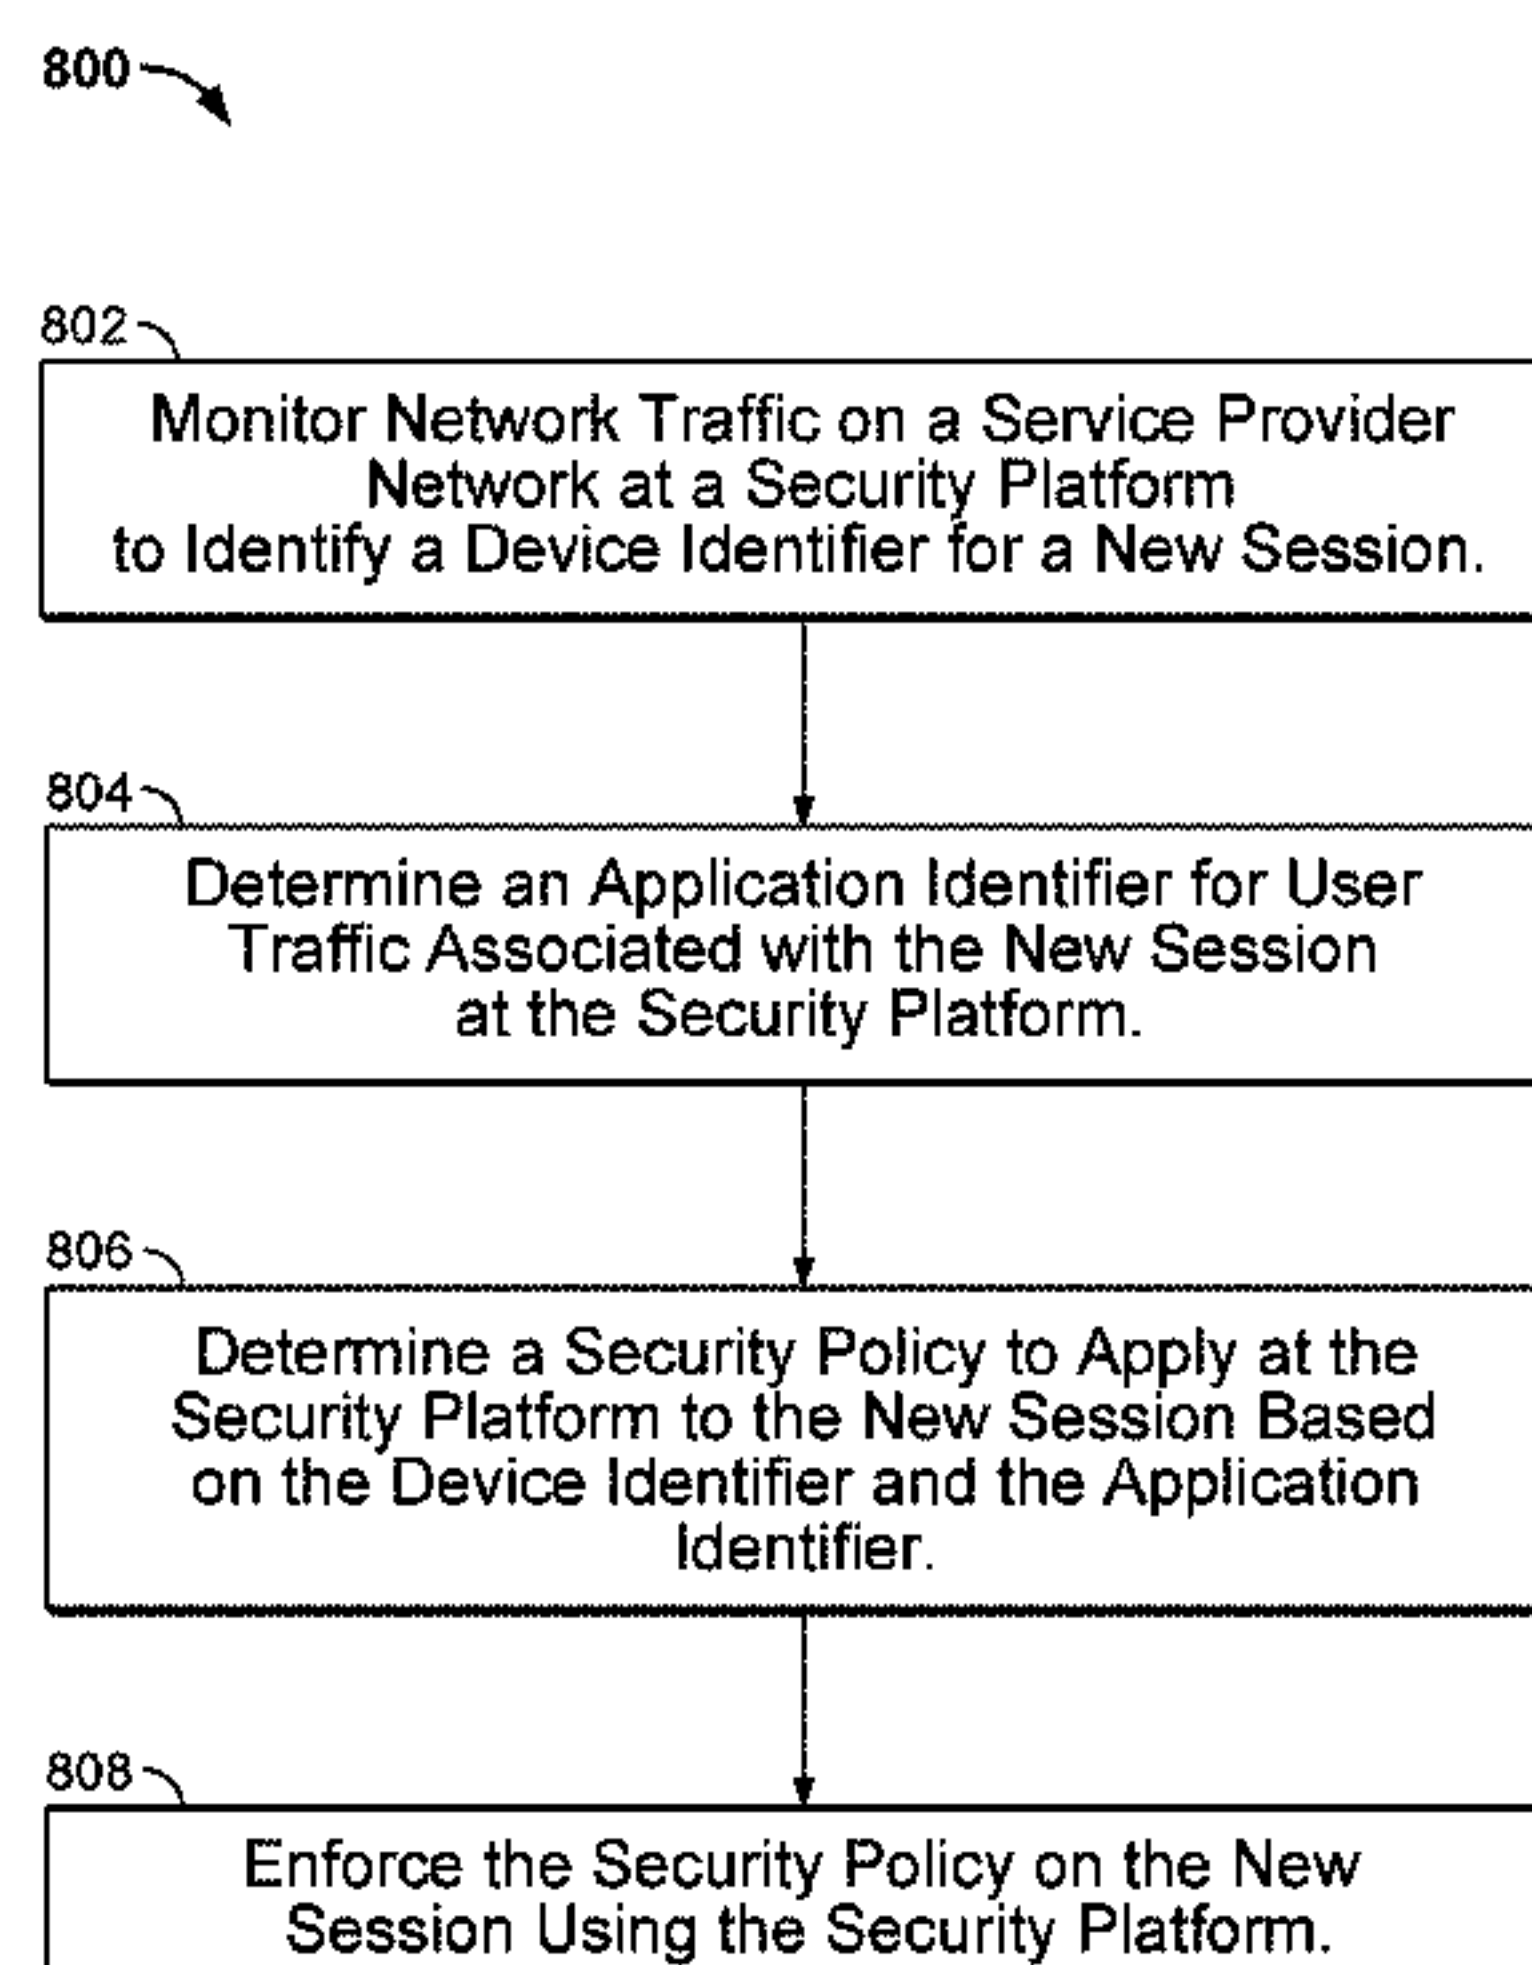 800
802
Monitor Network Traffic on a Service Provider
Network at a Security Platform
to Identify a Device Identifier for a New Session.
804
Determine an Application Identifier for User
Traffic Associated with the New Session
at the Security Platform.
806
Determine a Security Policy to Apply at the
Security Platform to the New Session Based
on the Device Identifier and the Application
Identifier.
808
Enforce the Security Policy on the New
Session Using the Security Platform.